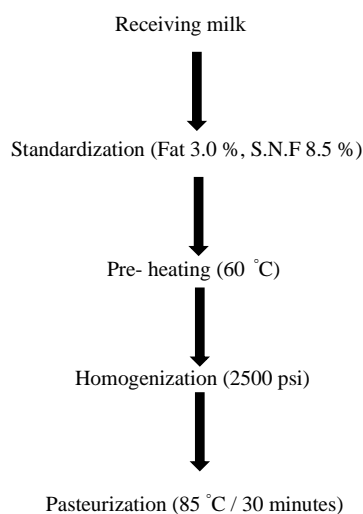 Receiving milk
Standardization (Fat 3.0 %, S.N.F 8.5 %)
Pre- heating (60 °C)
Homogenization (2500 psi)
Pasteurization (85 °C / 30 minutes)